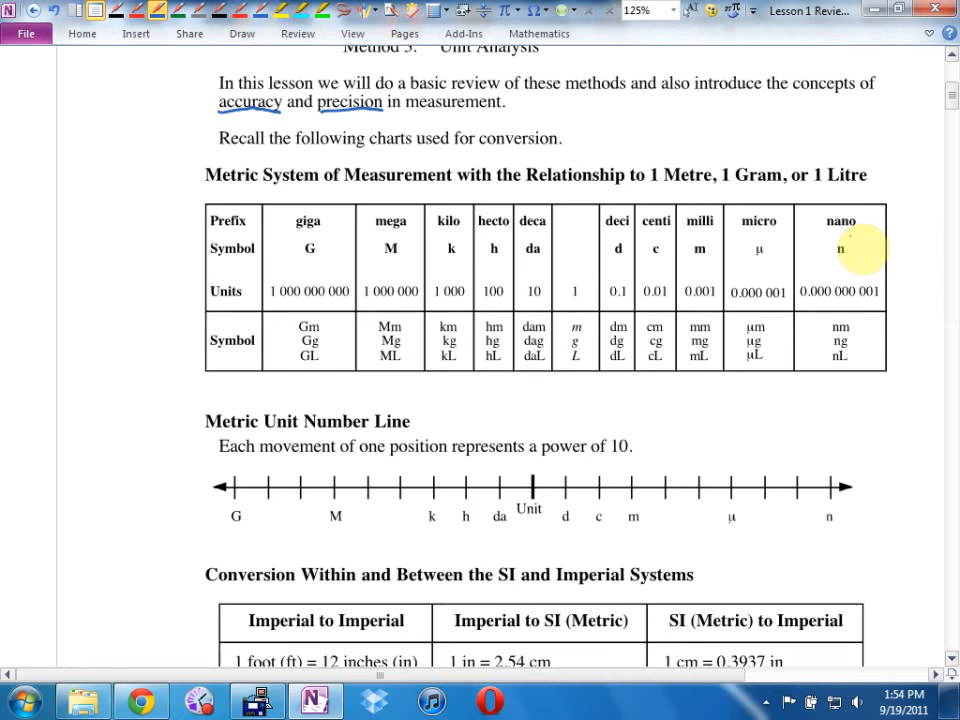 125%
Lesson 1 Revie...
File Home Insert Share Draw Review View Pages Add-Ins Mathematics
Method 3: Unit Analysis
In this lesson we will do a basic review of these methods and also introduce the concepts of
accuracy and precision in measurement.
Recall the following charts used for conversion.
Metric System of Measurement with the Relationship to 1 Metre, 1 Gram, or 1 Litre
Prefix giga mega kilo hecto deca deci centi milli micro nano
Symbol G M k h da d c m μ n
Units 1 000 000 000 1 000 000 1 000 100 10 1 0.1 0.01 0.001 0.000 001 0.000 000 001
Gm Mm km hm dam m dm cm mm μm nm
Symbol Gg Mg kg hg dag g dg cg mg μg ng
GL ML kL hL daL L dL cL mL μL nL
Metric Unit Number Line
Each movement of one position represents a power of 10.
G M k h da Unit d c m μ n
Conversion Within and Between the SI and Imperial Systems
Imperial to Imperial Imperial to SI (Metric) SI (Metric) to Imperial
1 foot (ft) = 12 inches (in) 1 in = 2.54 cm 1 cm = 0.3937 in
1:54 PM
9/19/2011